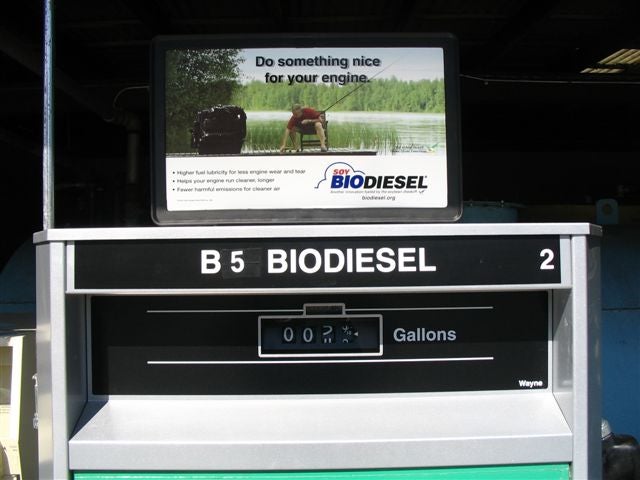 Do something nice
for your engine.
• Higher fuel lubricity for less engine wear and tear
• Helps your engine run cleaner, longer
• Fewer harmful emissions for cleaner air
SOY
BIODIESEL
biodiesel.org
B 5 BIODIESEL 2
00
Gallons
Wayne